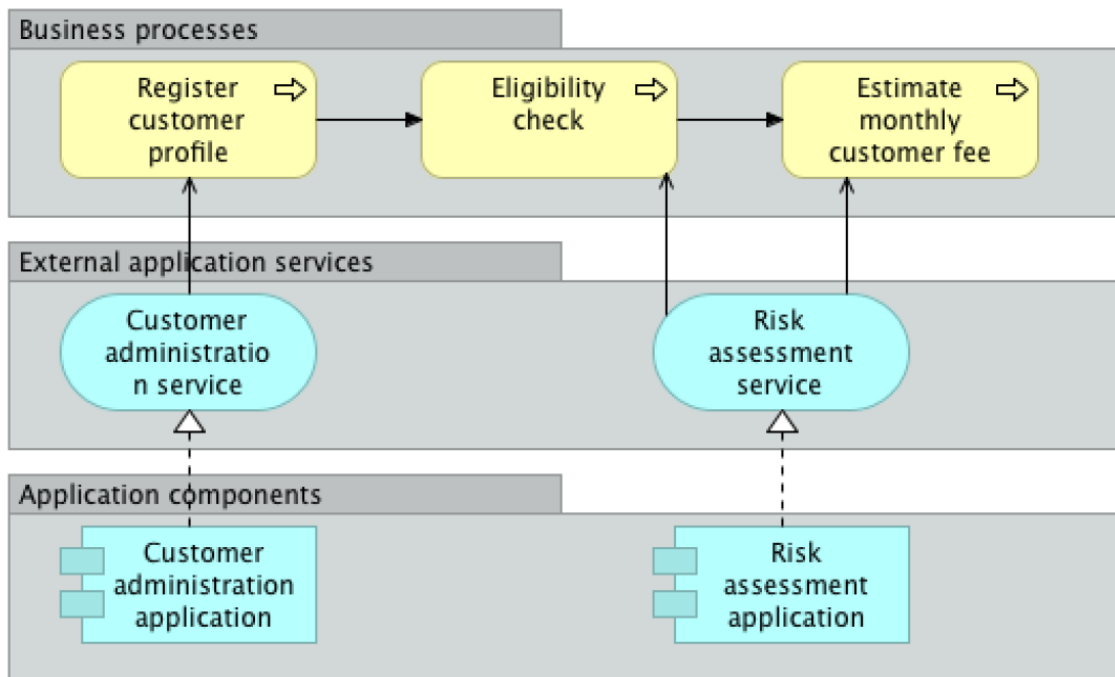 Business processes
Register
customer
profile
Eligibility
check
Estimate
monthly
customer fee
External application services
Customer
administratio
n service
Risk
assessment
service
Application components
Customer
administration
application
Risk
assessment
application